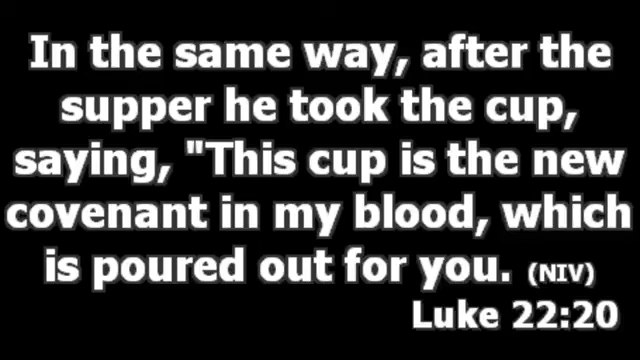 In the same way, after the
supper he took the cup,
saying, "This cup is the new
covenant in my blood, which
is poured out for you. (NIV)
Luke 22:20